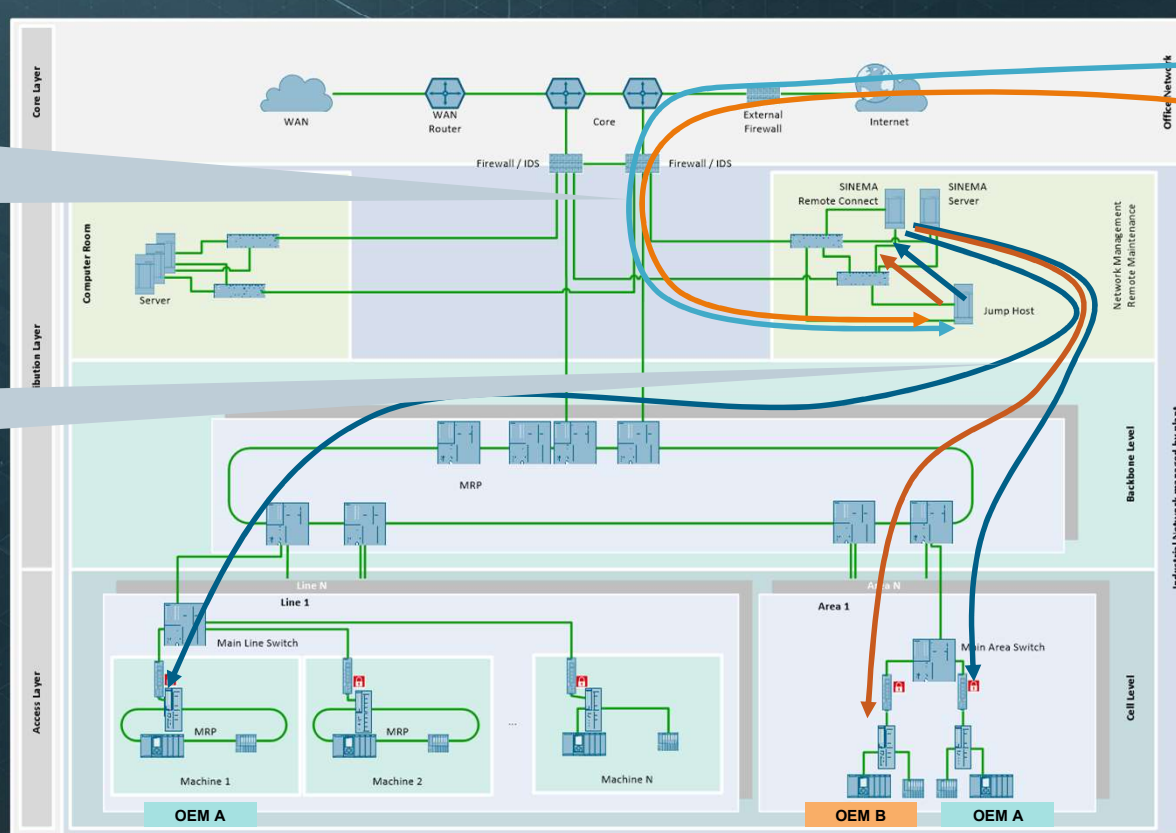 Core Layer
Office Network
WAN
WAN
Router
Core
External
Firewall
Internet
Firewall / IDS
Firewall / IDS
Computer Room
Server
SINEMA
Remote Connect
SINEMA
Server
Jump Host
Network Management
Remote Maintenance
ibution Layer
Backbone Level
MRP
Access Layer
Line N
Line 1
Main Line Switch
MRP
Machine 1
MRP
Machine 2
...
Machine N
Area N
Area 1
Main Area Switch
Cell Level
OEM A
OEM B
OEM A